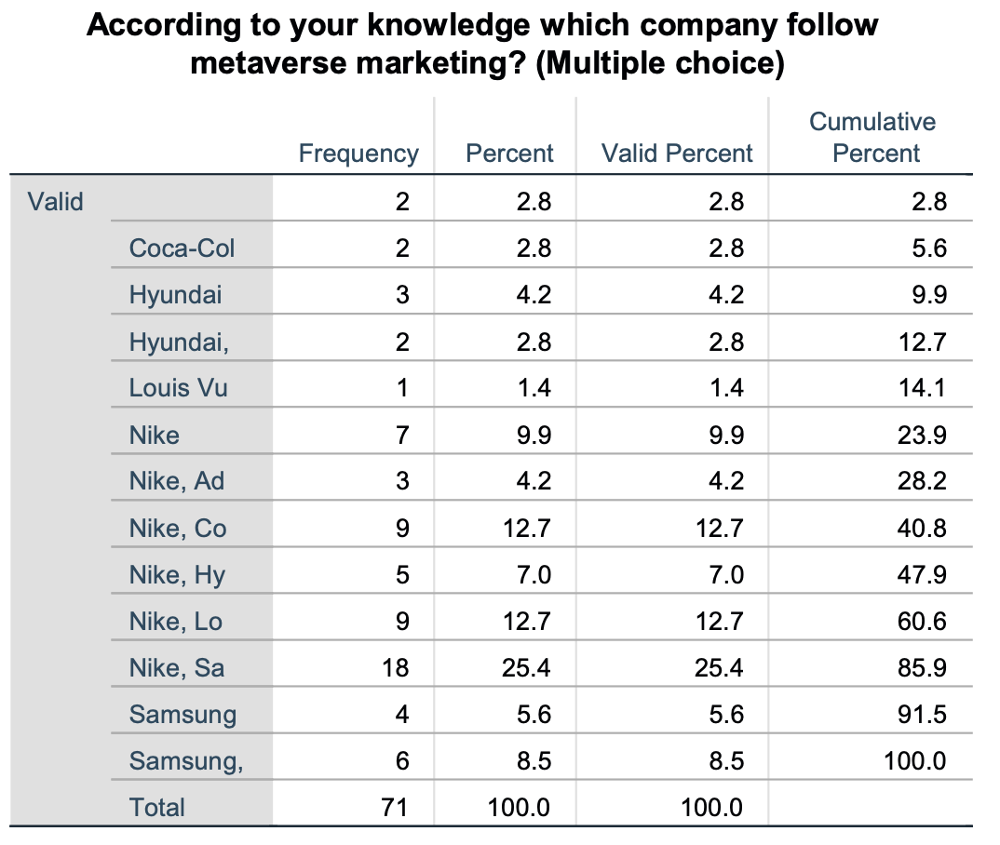 According to your knowledge which company follow
metaverse marketing? (Multiple choice)
Frequency Percent Valid Percent Cumulative Percent
Valid 2 2.8 2.8 2.8
Coca-Col 2 2.8 2.8 5.6
Hyundai 3 4.2 4.2 9.9
Hyundai, 2 2.8 2.8 12.7
Louis Vu 1 1.4 1.4 14.1
Nike 7 9.9 9.9 23.9
Nike, Ad 3 4.2 4.2 28.2
Nike, Co 9 12.7 12.7 40.8
Nike, Hy 5 7.0 7.0 47.9
Nike, Lo 9 12.7 12.7 60.6
Nike, Sa 18 25.4 25.4 85.9
Samsung 4 5.6 5.6 91.5
Samsung, 6 8.5 8.5 100.0
Total 71 100.0 100.0